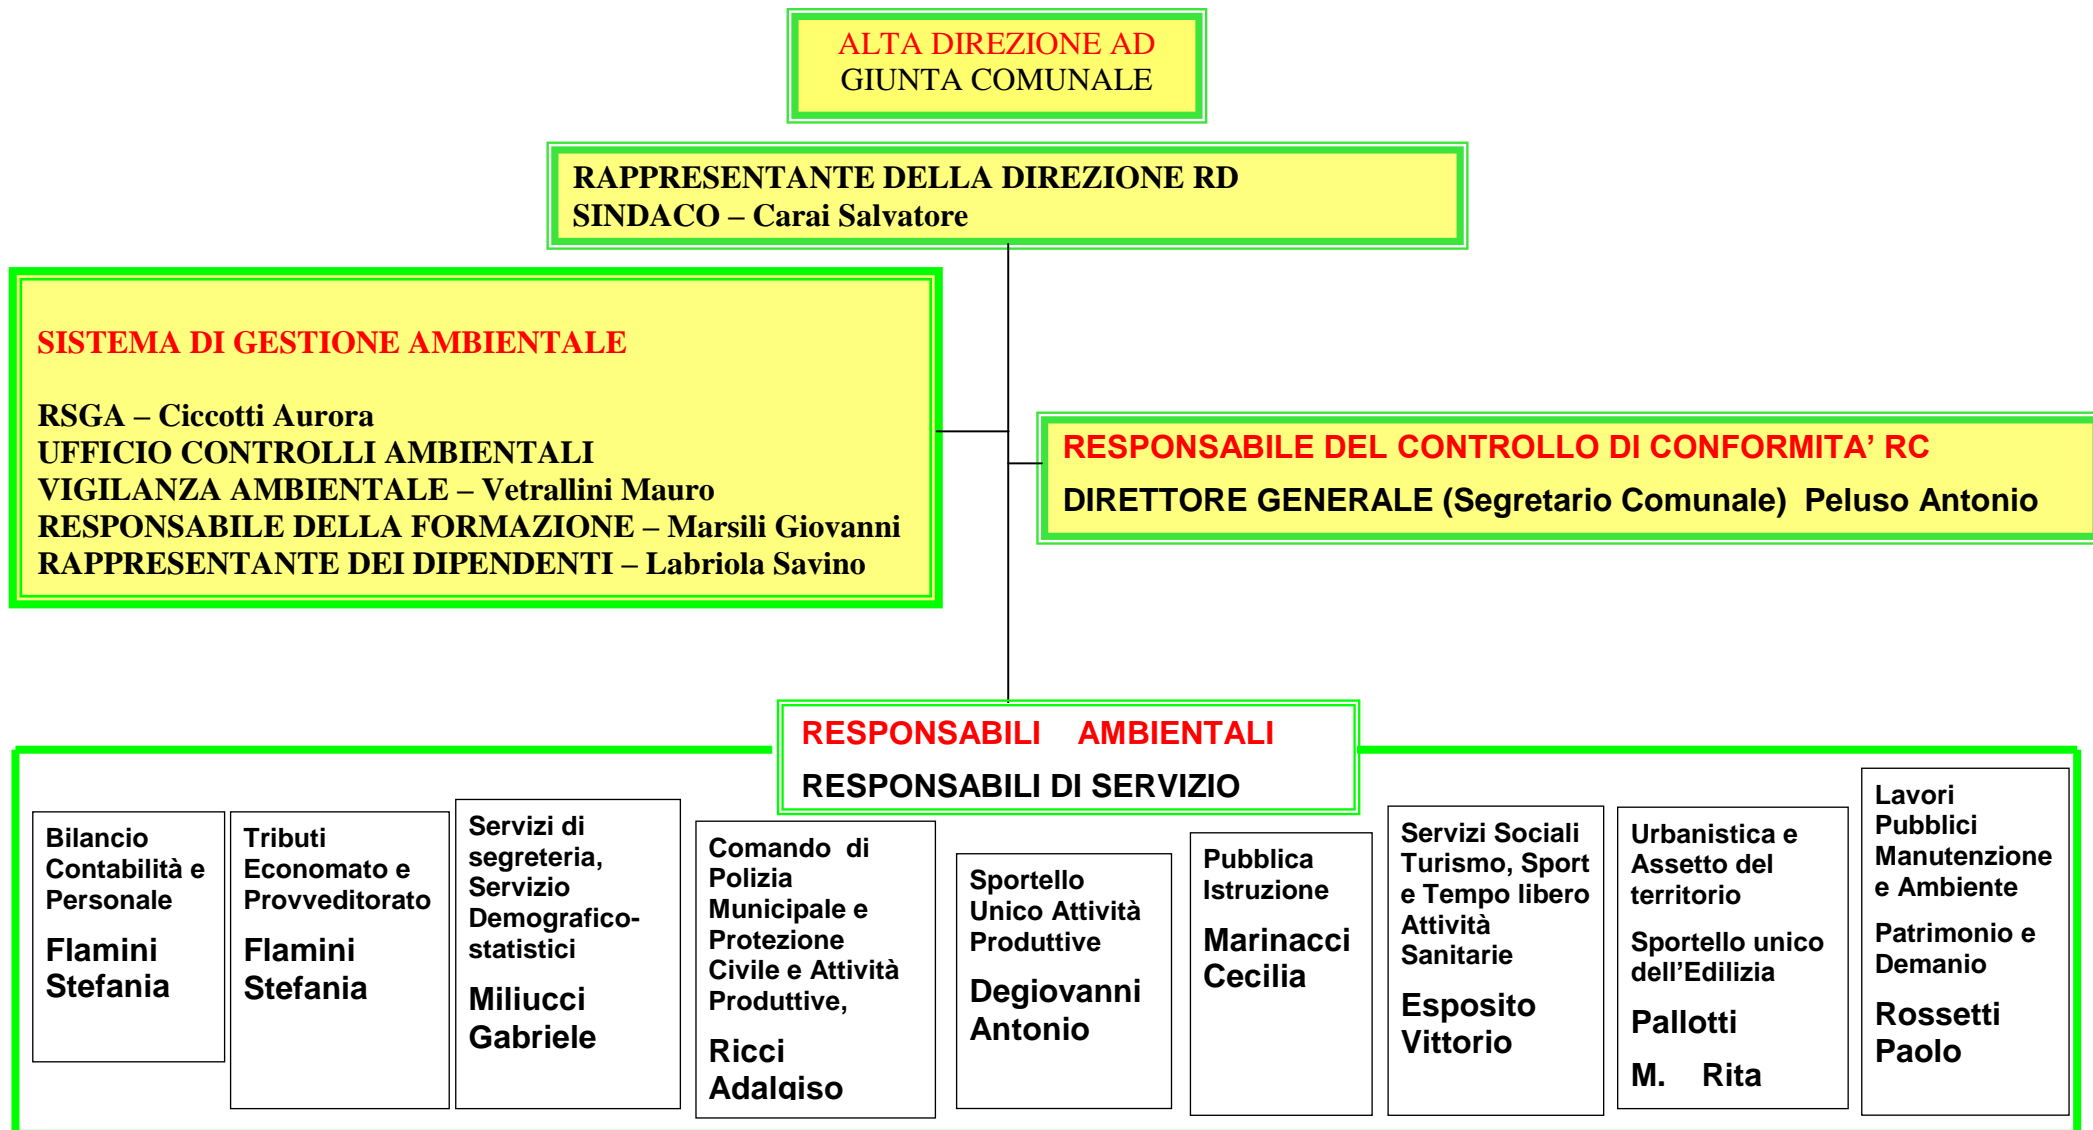 ALTA DIREZIONE AD
GIUNTA COMUNALE
RAPPRESENTANTE DELLA DIREZIONE RD
SINDACO – Carai Salvatore
SISTEMA DI GESTIONE AMBIENTALE
RSGA – Ciccotti Aurora
UFFICIO CONTROLLI AMBIENTALI
VIGILANZA AMBIENTALE – Vetrallini Mauro
RESPONSABILE DELLA FORMAZIONE – Marsili Giovanni
RAPPRESENTANTE DEI DIPENDENTI – Labriola Savino
RESPONSABILE DEL CONTROLLO DI CONFORMITA’ RC
DIRETTORE GENERALE (Segretario Comunale) Peluso Antonio
RESPONSABILI AMBIENTALI
RESPONSABILI DI SERVIZIO
Bilancio
Contabilità e
Personale
Flamini
Stefania
Tributi
Economato e
Provveditorato
Flamini
Stefania
Servizi di
segreteria,
Servizio
Demografico-
statistici
Miliucci
Gabriele
Comando di
Polizia
Municipale e
Protezione
Civile e Attività
Produttive,
Ricci
Adalgiso
Sportello
Unico Attività
Produttive
Degiovanni
Antonio
Pubblica
Istruzione
Marinacci
Cecilia
Servizi Sociali
Turismo, Sport
e Tempo libero
Attività
Sanitarie
Esposito
Vittorio
Urbanistica e
Assetto del
territorio
Sportello unico
dell’Edilizia
Pallotti
M. Rita
Lavori
Pubblici
Manutenzione
e Ambiente
Patrimonio e
Demanio
Rossetti
Paolo